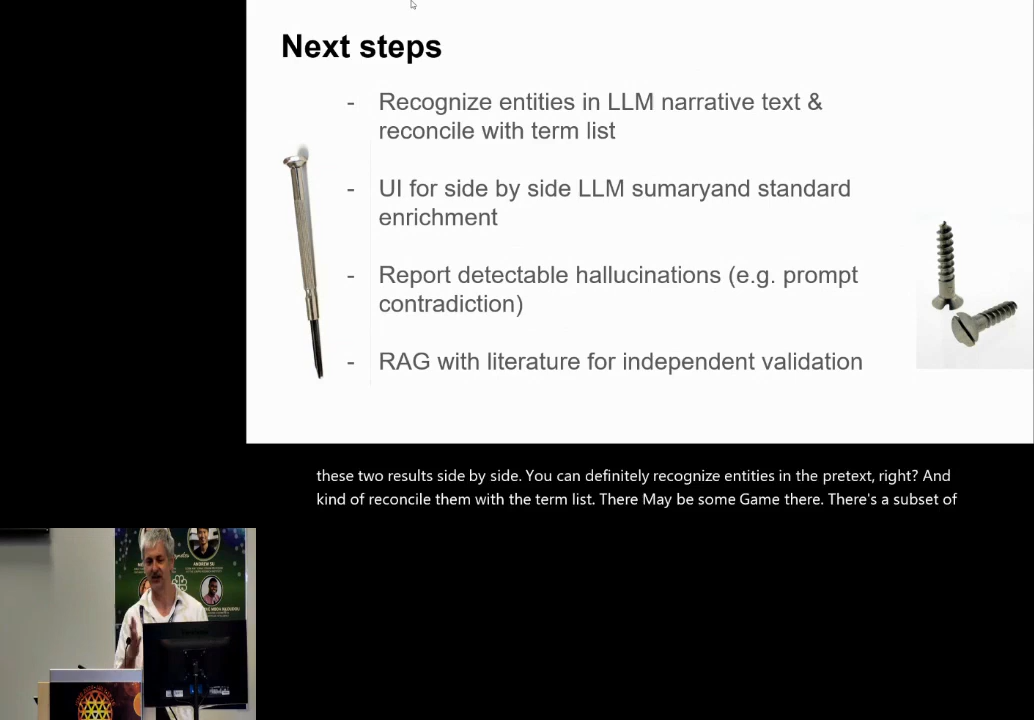 Next steps
- Recognize entities in LLM narrative text &
reconcile with term list
- UI for side by side LLM sumaryand standard
enrichment
- Report detectable hallucinations (e.g. prompt
contradiction)
- RAG with literature for independent validation
these two results side by side. You can definitely recognize entities in the pretext, right? And
kind of reconcile them with the term list. There May be some Game there. There's a subset of
ANDREW SU